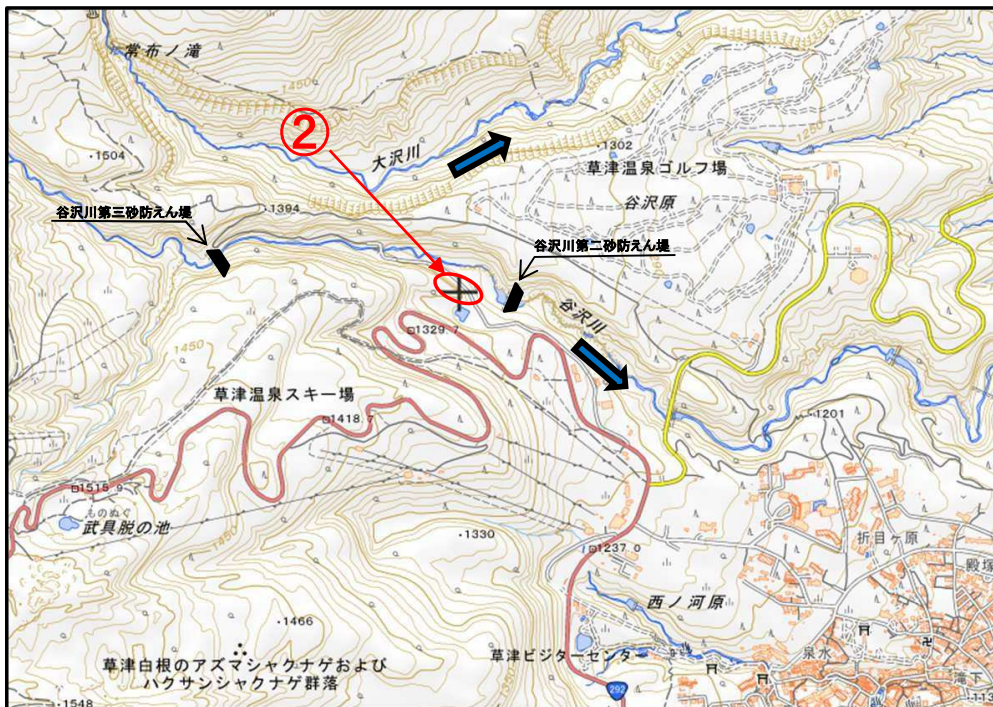 常布ノ滝
1450
②
1504
大沢川
1302
1250
草津温泉ゴルフ場
谷沢原
谷沢川第三砂防えん堤
1394
谷沢川第二砂防えん堤
谷沢川
1329.7
1450
草津温泉スキー場
1418.7
1201
1515.9
ものぬぐ
武具脱の池
1450
1330
1237.0
折目ヶ原
殿塚
西ノ河原
1466
草津白根のアズマシャクナゲおよび
ハクサンシャクナゲ群落
草津ビジターセンター
泉水
滝下
1350
292
1548
113